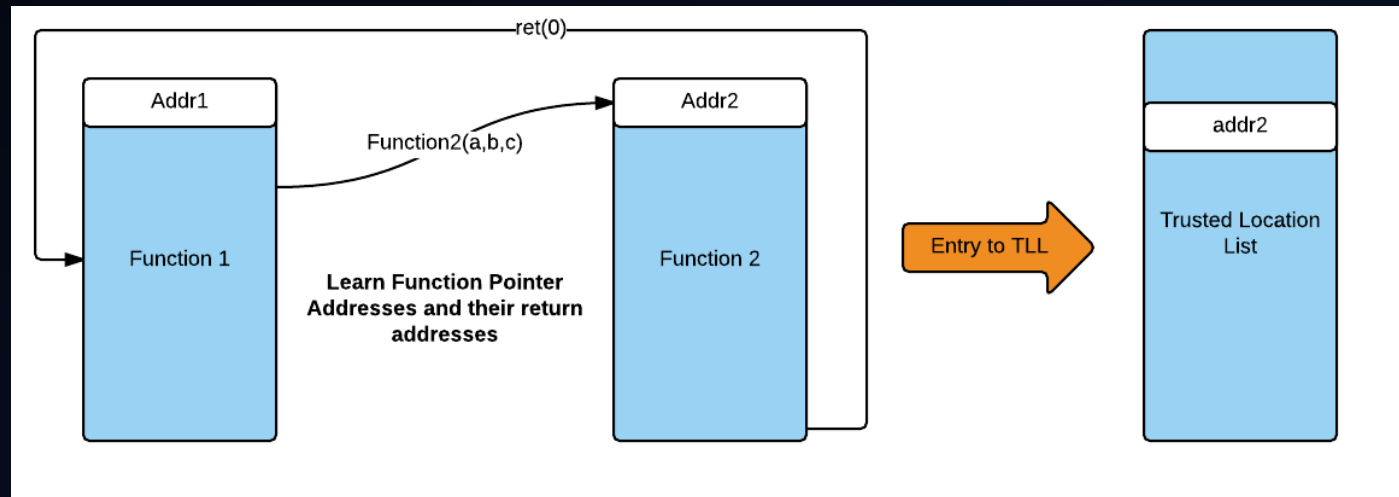 ret(0)
Addr1
Addr2
addr2
Function2(a,b,c)
Function 1
Learn Function Pointer
Addresses and their return
addresses
Function 2
Entry to TLL
Trusted Location
List